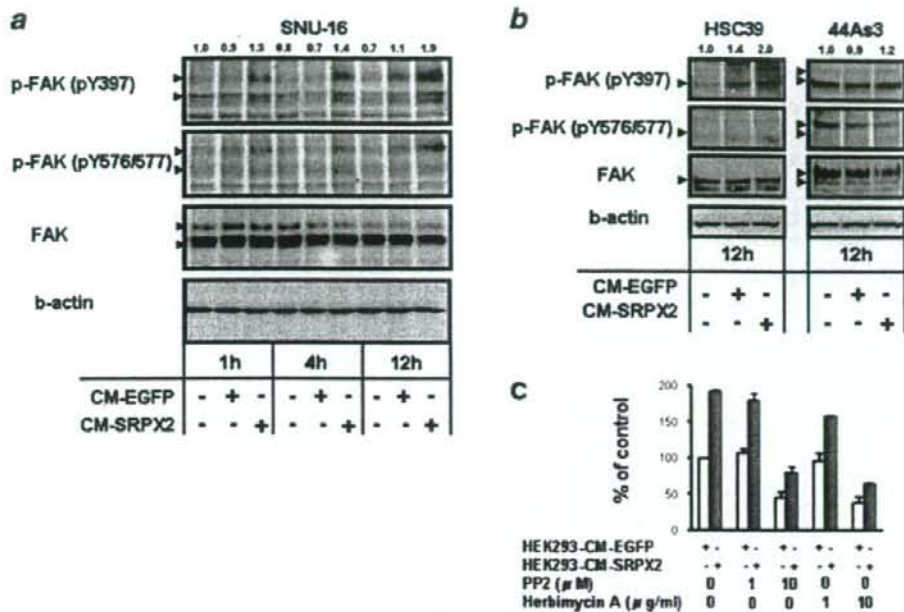 a
SNU-16
1.0 0.9 1.3 0.8 0.7 1.4 0.7 1.1 1.9
p-FAK (pY397)
p-FAK (pY576/577)
FAK
b-actin
1h 4h 12h
CM-EGFP - + - - + - - + -
CM-SRPX2 - - + - - + - - +
b
HSC39 44As3
1.0 1.4 2.0 1.0 0.9 1.2
p-FAK (pY397)
p-FAK (pY576/577)
FAK
b-actin
12h 12h
CM-EGFP - + - - + -
CM-SRPX2 - - + - - +
c
% of control
200
150
100
50
0
HEK293-CM-EGFP + - + - + - + - + -
HEK293-CM-SRPX2 - + - + - + - + - +
PP2 (μM) 0 1 10 0 0
Herbimycin A (μg/ml) 0 0 0 1 10